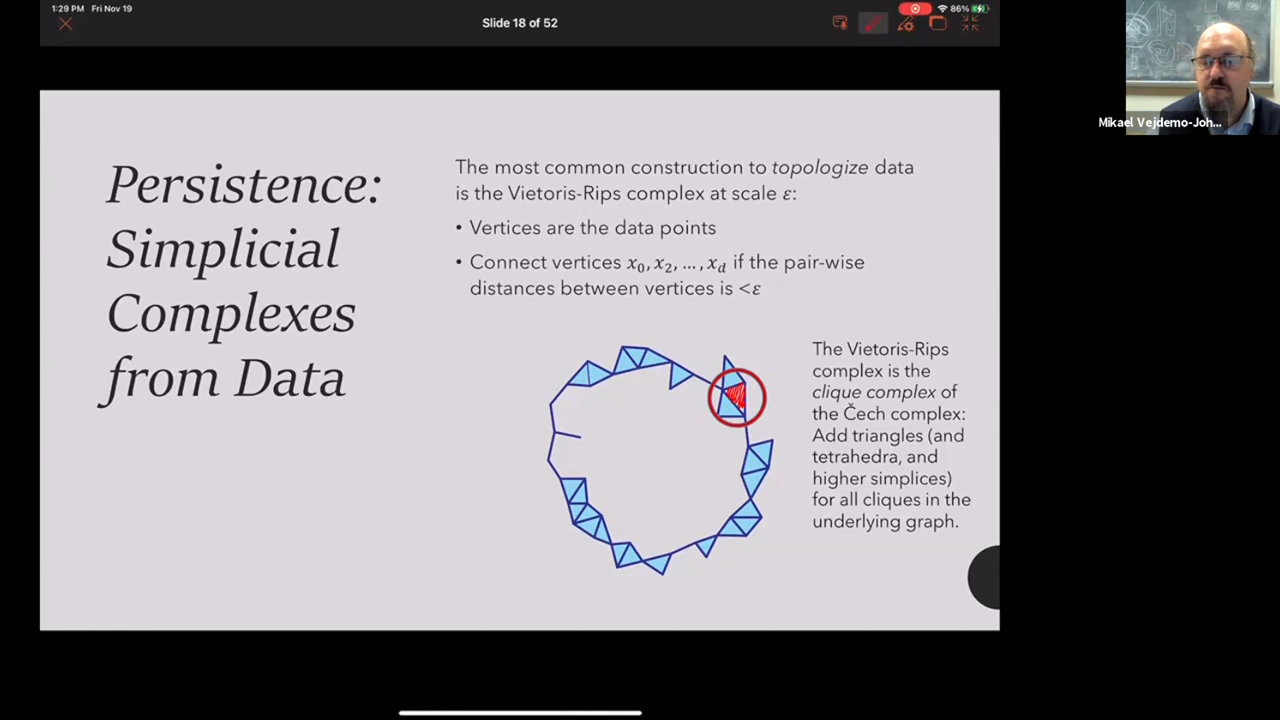 1:29 PM Fri Nov 19
86%
Slide 18 of 52
Mikael Vejdemo-Joh...
Persistence:
Simplicial
Complexes
from Data
The most common construction to topologize data
is the Vietoris-Rips complex at scale ε:
• Vertices are the data points
• Connect vertices x₀, x₂, ..., x_d if the pair-wise
distances between vertices is <ε
The Vietoris-Rips
complex is the
clique complex of
the Čech complex:
Add triangles (and
tetrahedra, and
higher simplices)
for all cliques in the
underlying graph.